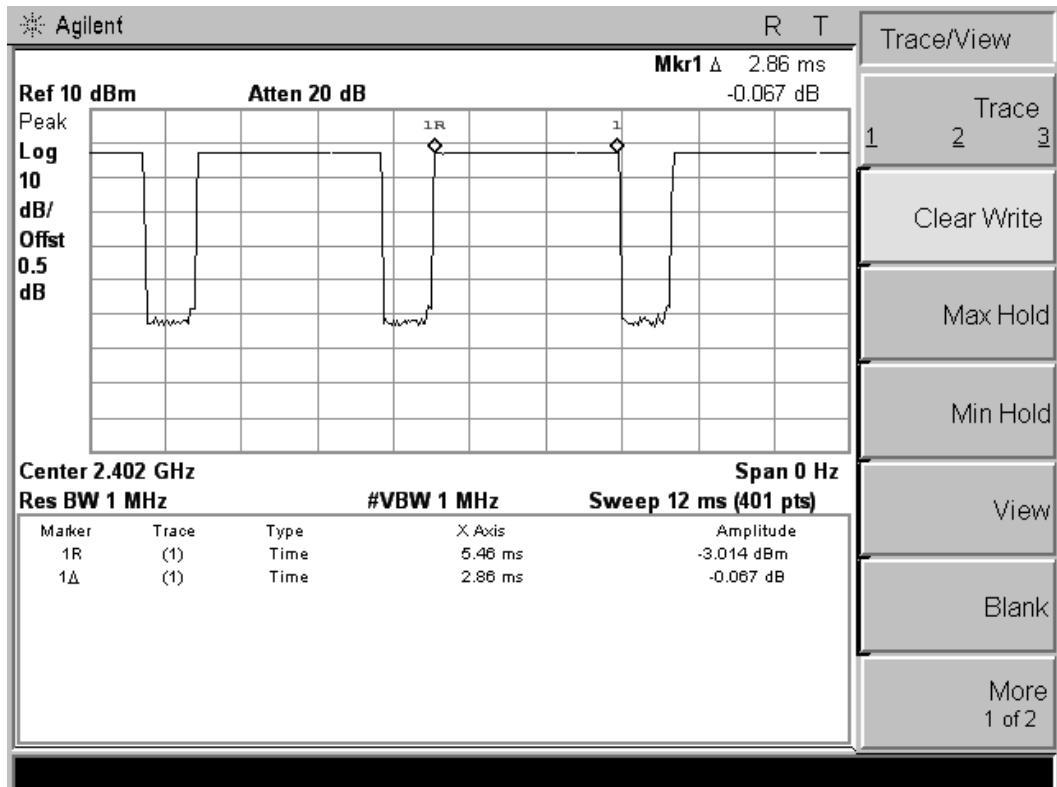 Agilent R T
Mkr1 Δ 2.86 ms
Ref 10 dBm Atten 20 dB -0.067 dB
Peak
Log
10
dB/
Offst
0.5
dB
1R 1
Center 2.402 GHz Span 0 Hz
Res BW 1 MHz #VBW 1 MHz Sweep 12 ms (401 pts)
Marker Trace Type X Axis Amplitude
1R (1) Time 5.46 ms -3.014 dBm
1Δ (1) Time 2.86 ms -0.067 dB
Trace/View
Trace
1 2 3
Clear Write
Max Hold
Min Hold
View
Blank
More
1 of 2